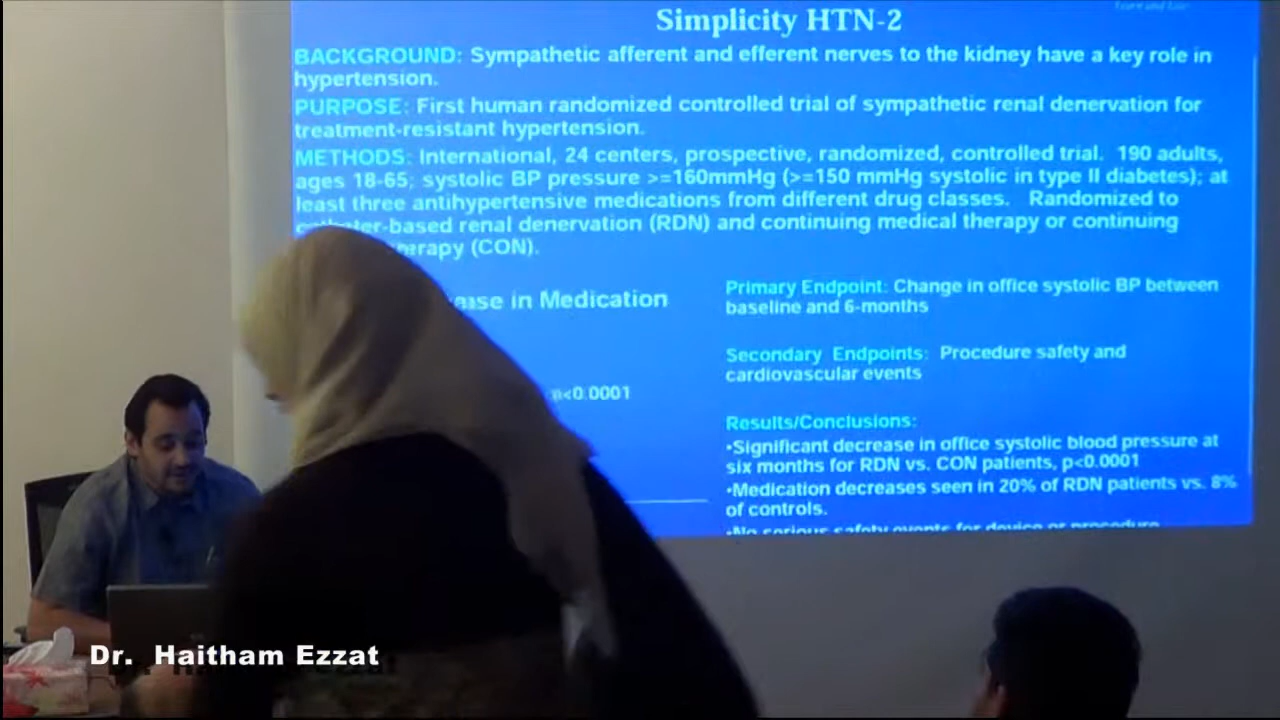 Simplicity HTN-2
BACKGROUND: Sympathetic afferent and efferent nerves to the kidney have a key role in
hypertension.
PURPOSE: First human randomized controlled trial of sympathetic renal denervation for
treatment-resistant hypertension.
METHODS: International, 24 centers, prospective, randomized, controlled trial. 190 adults,
ages 18-65; systolic BP pressure >=160mmHg (>=150 mmHg systolic in type II diabetes); at
least three antihypertensive medications from different drug classes. Randomized to
catheter-based renal denervation (RDN) and continuing medical therapy or continuing
(CON).
in Medication
p<0.0001
Primary Endpoint: Change in office systolic BP between
baseline and 6-months
Secondary Endpoints: Procedure safety and
cardiovascular events
Results/Conclusions:
•Significant decrease in office systolic blood pressure at
six months for RDN vs. CON patients, p<0.0001
•Medication decreases seen in 20% of RDN patients vs. 8%
of controls.
•No serious safety events for device or procedure
Dr. Haitham Ezzat